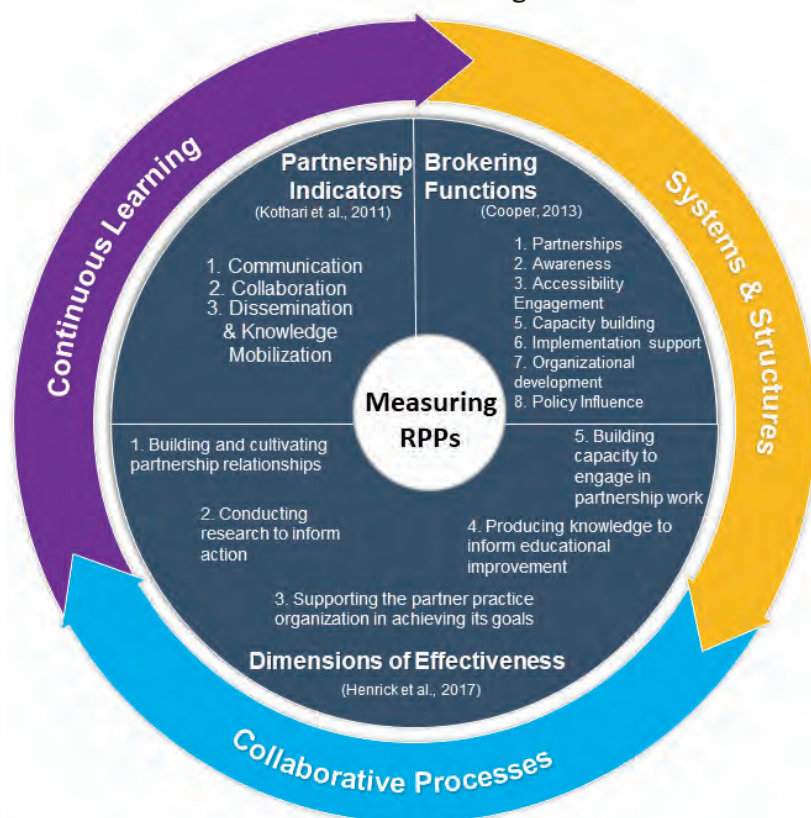 Continuous Learning
Systems & Structures
Collaborative Processes
Partnership
Indicators
(Kothari et al., 2011)
1. Communication
2. Collaboration
3. Dissemination
& Knowledge
Mobilization
Brokering
Functions
(Cooper, 2013)
1. Partnerships
2. Awareness
3. Accessibility
Engagement
5. Capacity building
6. Implementation support
7. Organizational
development
8. Policy Influence
Measuring
RPPs
1. Building and cultivating
partnership relationships
2. Conducting
research to inform
action
3. Supporting the partner practice
organization in achieving its goals
4. Producing knowledge to
inform educational
improvement
5. Building
capacity to
engage in
partnership work
Dimensions of Effectiveness
(Henrick et al., 2017)